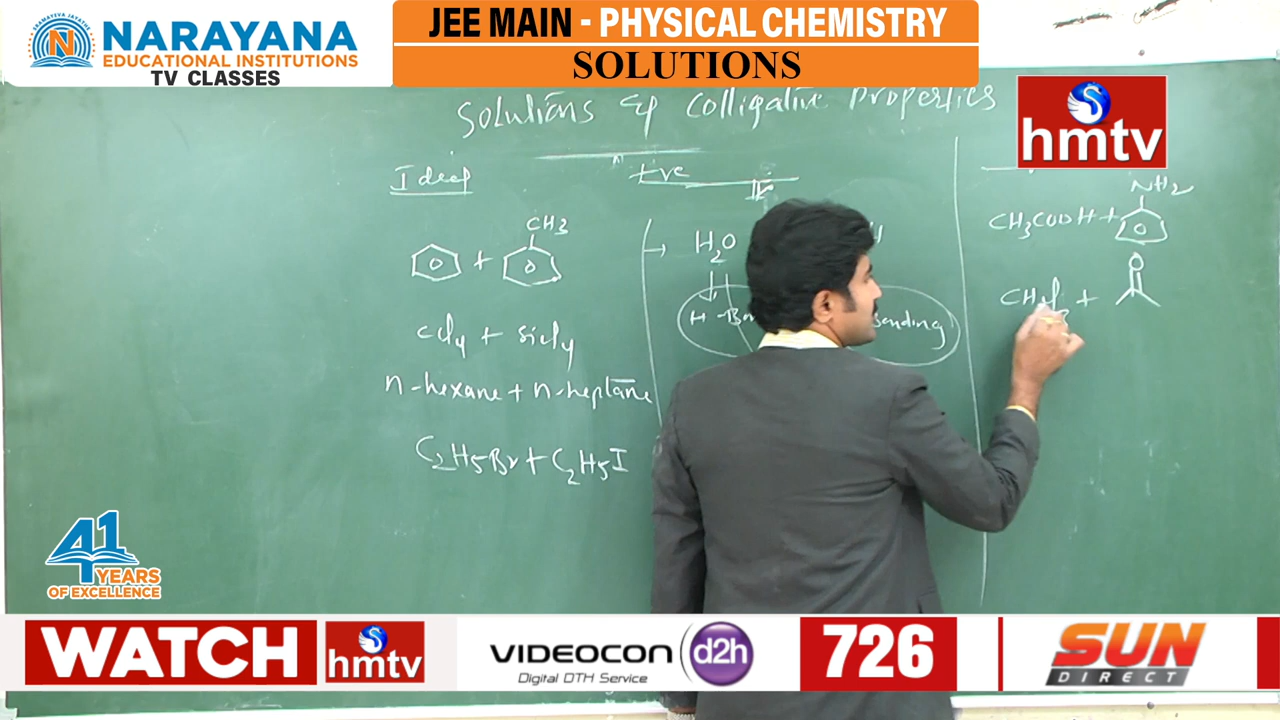 NARAYANA
EDUCATIONAL INSTITUTIONS
TV CLASSES
JEE MAIN - PHYSICAL CHEMISTRY
SOLUTIONS
hmtv
Solutions & Colligative Properties
Ideal
+ve
CH3
+
H2O
CCl4 + SiCl4
n-hexane + n-heptane
C2H5Br + C2H5I
H-Bo
Bonding
NH2
CH3COOH +
O
CH
+
41
YEARS
OF EXCELLENCE
WATCH
hmtv
VIDEOCON d2h
Digital DTH Service
726
SUN
DIRECT